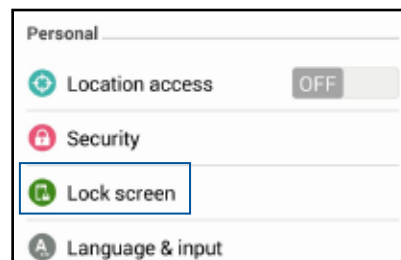 Personal
Location access OFF
Security
Lock screen
A Language & input